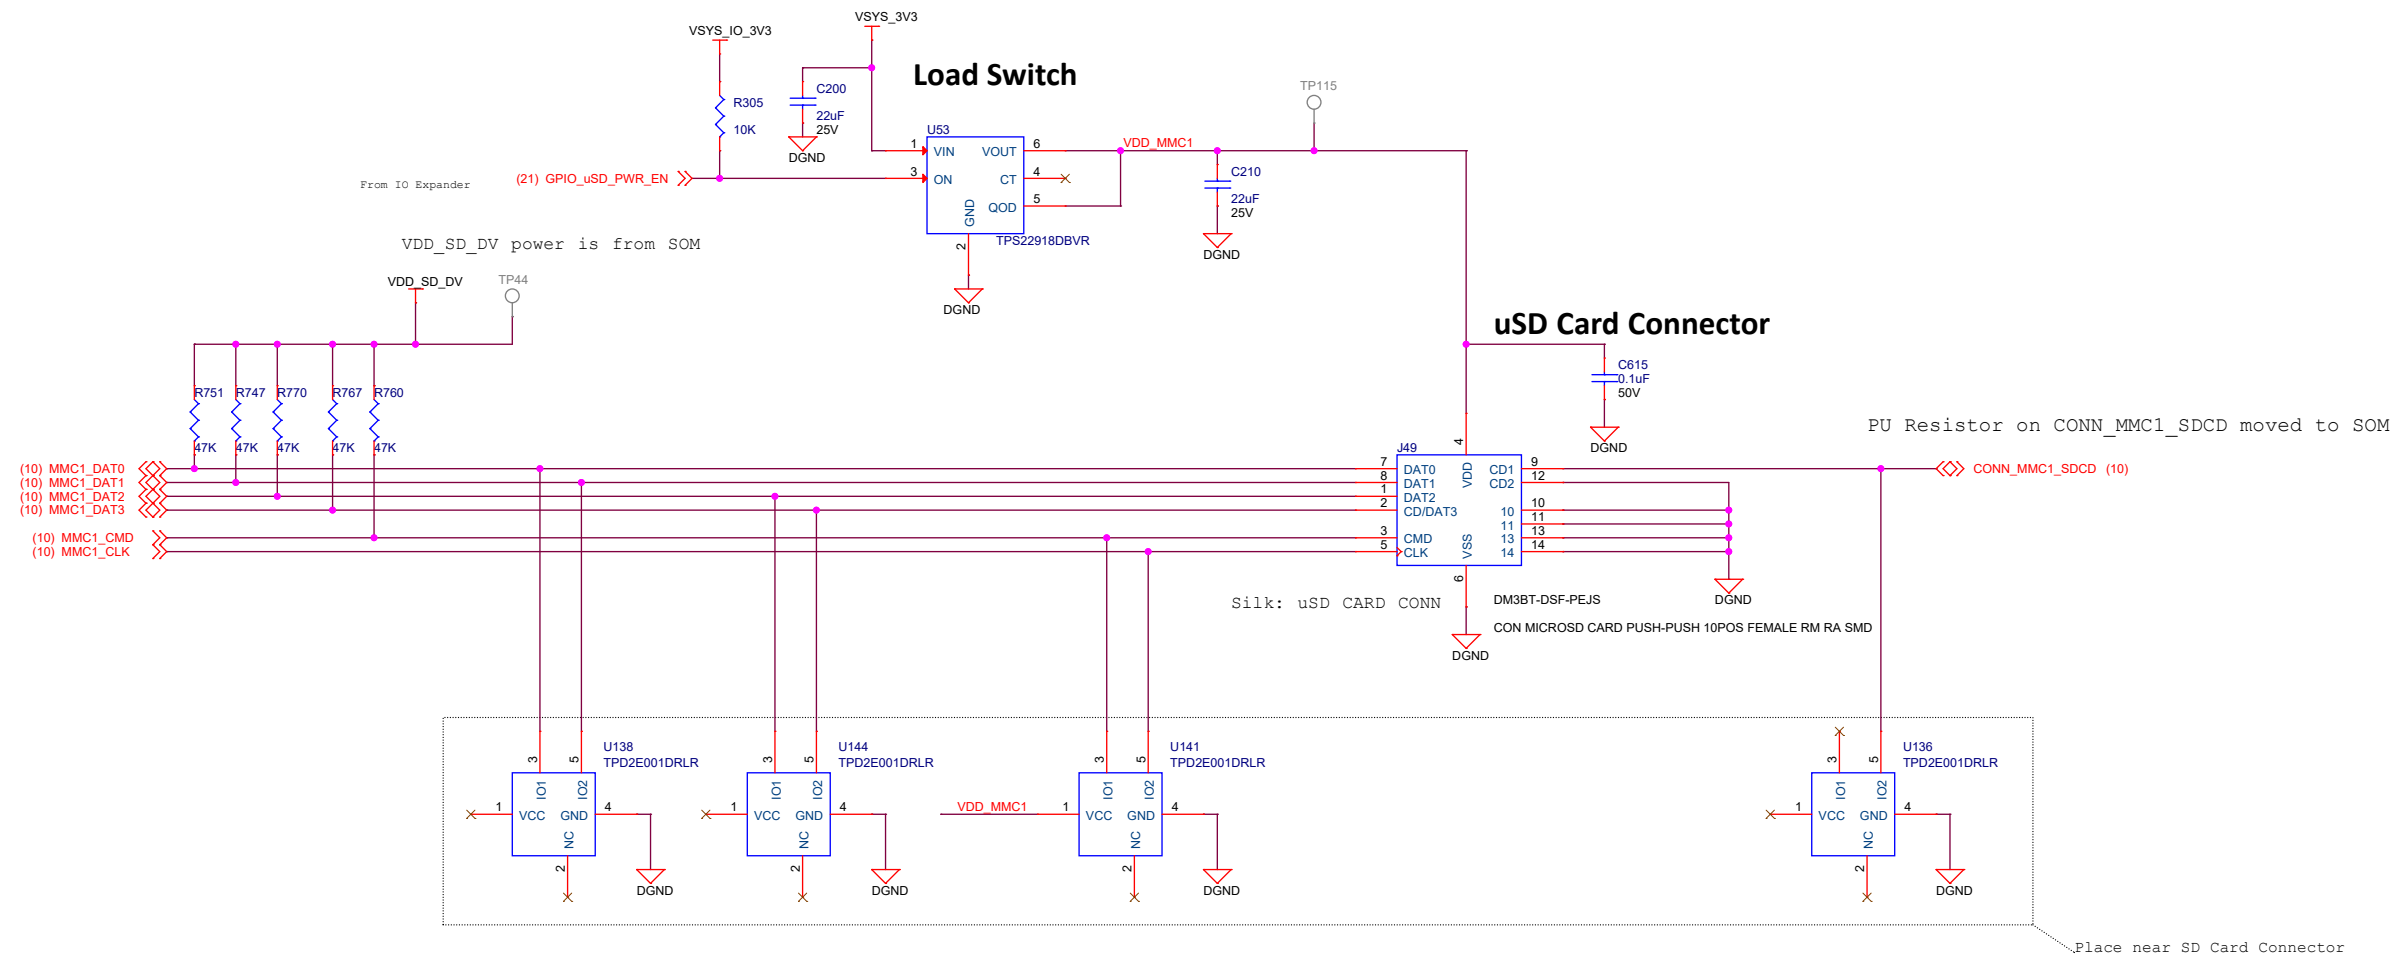 VSYS_3V3
VSYS_IO_3V3
Load Switch
C200
22uF
25V
DGND
R305
10K
TP115
U53
1 VIN VOUT 6
VDD_MMC1
3 ON CT 4
GND QOD 5
2
TPS22918DBVR
DGND
C210
22uF
25V
DGND
From IO Expander
(21) GPIO_uSD_PWR_EN
VDD_SD_DV power is from SOM
VDD_SD_DV
TP44
uSD Card Connector
C615
0.1uF
50V
DGND
R751 R747 R770 R767 R760
47K 47K 47K 47K 47K
PU Resistor on CONN_MMC1_SDCD moved to SOM
J49
4
VDD
(10) MMC1_DAT0
(10) MMC1_DAT1
(10) MMC1_DAT2
(10) MMC1_DAT3
(10) MMC1_CMD
(10) MMC1_CLK
7 DAT0 CD1 9
8 DAT1 CD2 12
1 DAT2
2 CD/DAT3 10 10
11 11
3 CMD 13 13
5 CLK 14 14
VSS
6
CONN_MMC1_SDCD (10)
DGND
Silk: uSD CARD CONN
DM3BT-DSF-PEJS
CON MICROSD CARD PUSH-PUSH 10POS FEMALE RM RA SMD
DGND
U138
TPD2E001DRLR
3 5
IO1 IO2
1 VCC GND 4
NC
2
DGND
U144
TPD2E001DRLR
3 5
IO1 IO2
1 VCC GND 4
NC
2
DGND
U141
TPD2E001DRLR
3 5
IO1 IO2
VDD_MMC1
1 VCC GND 4
NC
2
DGND
U136
TPD2E001DRLR
3 5
IO1 IO2
1 VCC GND 4
NC
2
DGND
Place near SD Card Connector